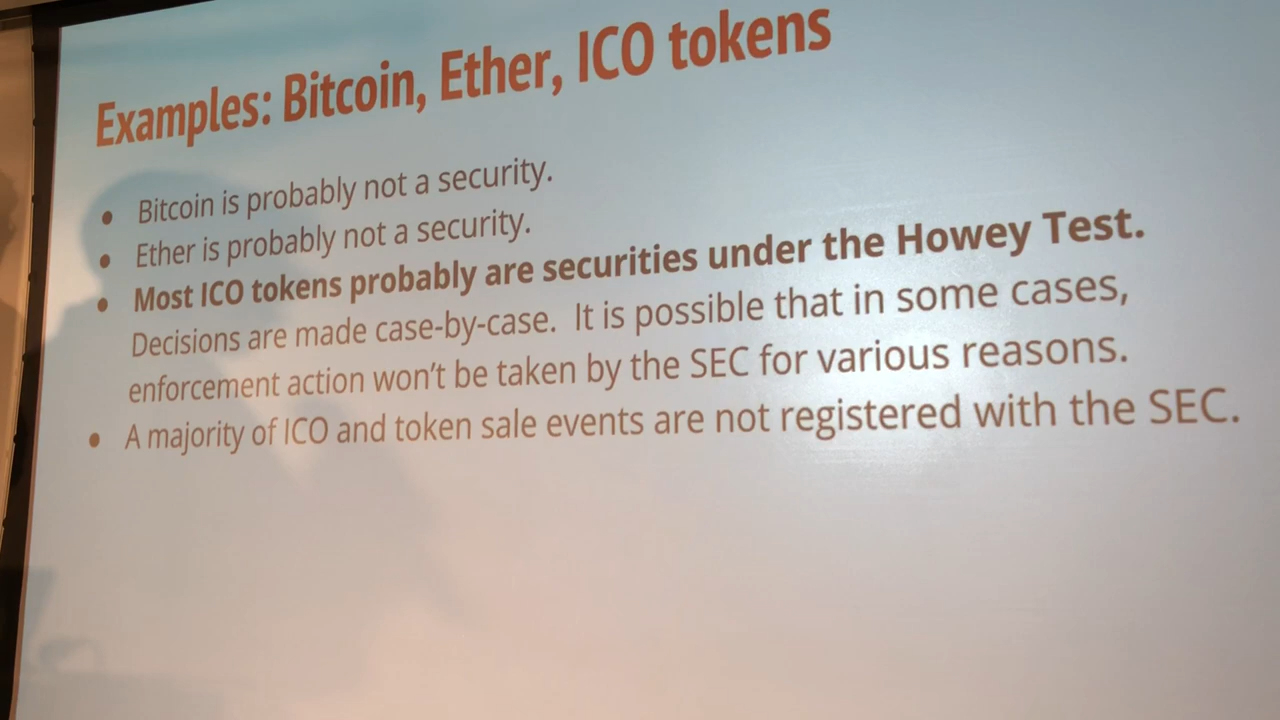 Examples: Bitcoin, Ether, ICO tokens
● Bitcoin is probably not a security.
● Ether is probably not a security.
● Most ICO tokens probably are securities under the Howey Test.
Decisions are made case-by-case.  It is possible that in some cases,
enforcement action won't be taken by the SEC for various reasons.
● A majority of ICO and token sale events are not registered with the SEC.